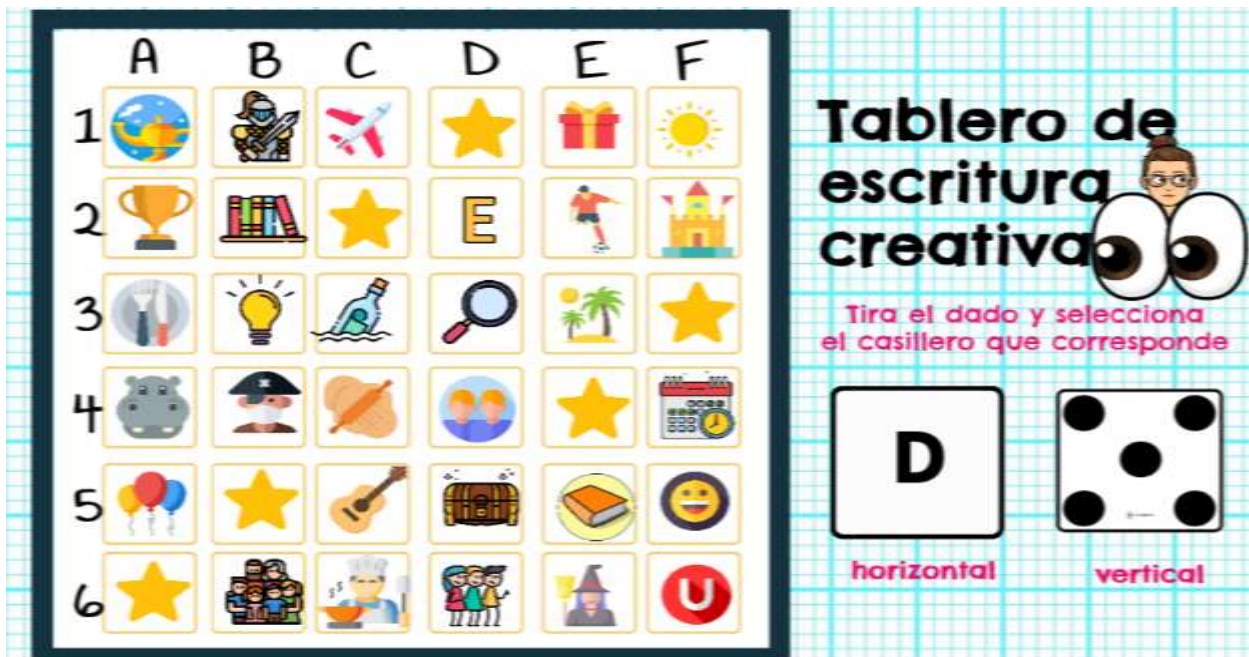 A B C D E F
1
2
E
3
4
5
6
U
Tablero de
escritura
creativa
Tira el dado y selecciona
el casillero que corresponde
D
horizontal
vertical